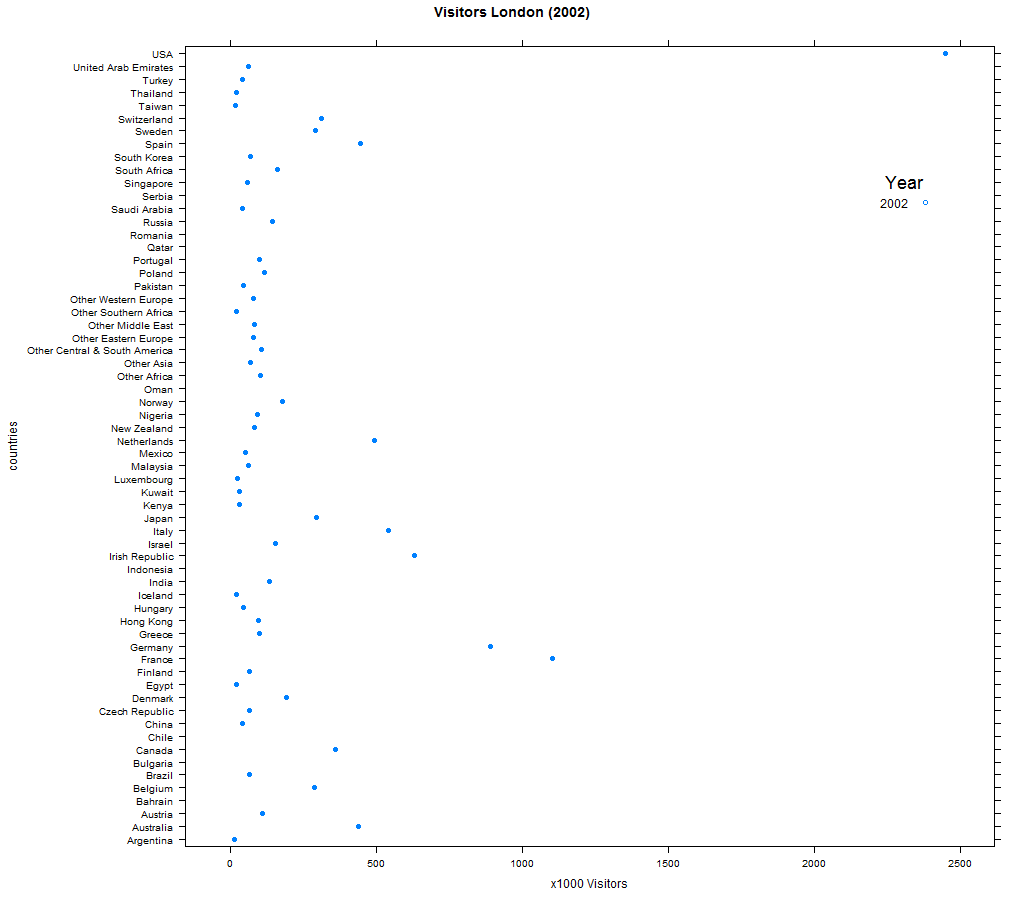 Visitors London (2002)
USA
United Arab Emirates
Turkey
Thailand
Taiwan
Switzerland
Sweden
Spain
South Korea
South Africa
Singapore
Serbia
Saudi Arabia
Russia
Romania
Qatar
Portugal
Poland
Pakistan
Other Western Europe
Other Southern Africa
Other Middle East
Other Eastern Europe
Other Central & South America
Other Asia
Other Africa
Oman
Norway
Nigeria
New Zealand
Netherlands
Mexico
Malaysia
Luxembourg
Kuwait
Kenya
Japan
Italy
Israel
Irish Republic
Indonesia
India
Iceland
Hungary
Hong Kong
Greece
Germany
France
Finland
Egypt
Denmark
Czech Republic
China
Chile
Canada
Bulgaria
Brazil
Belgium
Bahrain
Austria
Australia
Argentina
countries
Year
2002
0 500 1000 1500 2000 2500
x1000 Visitors